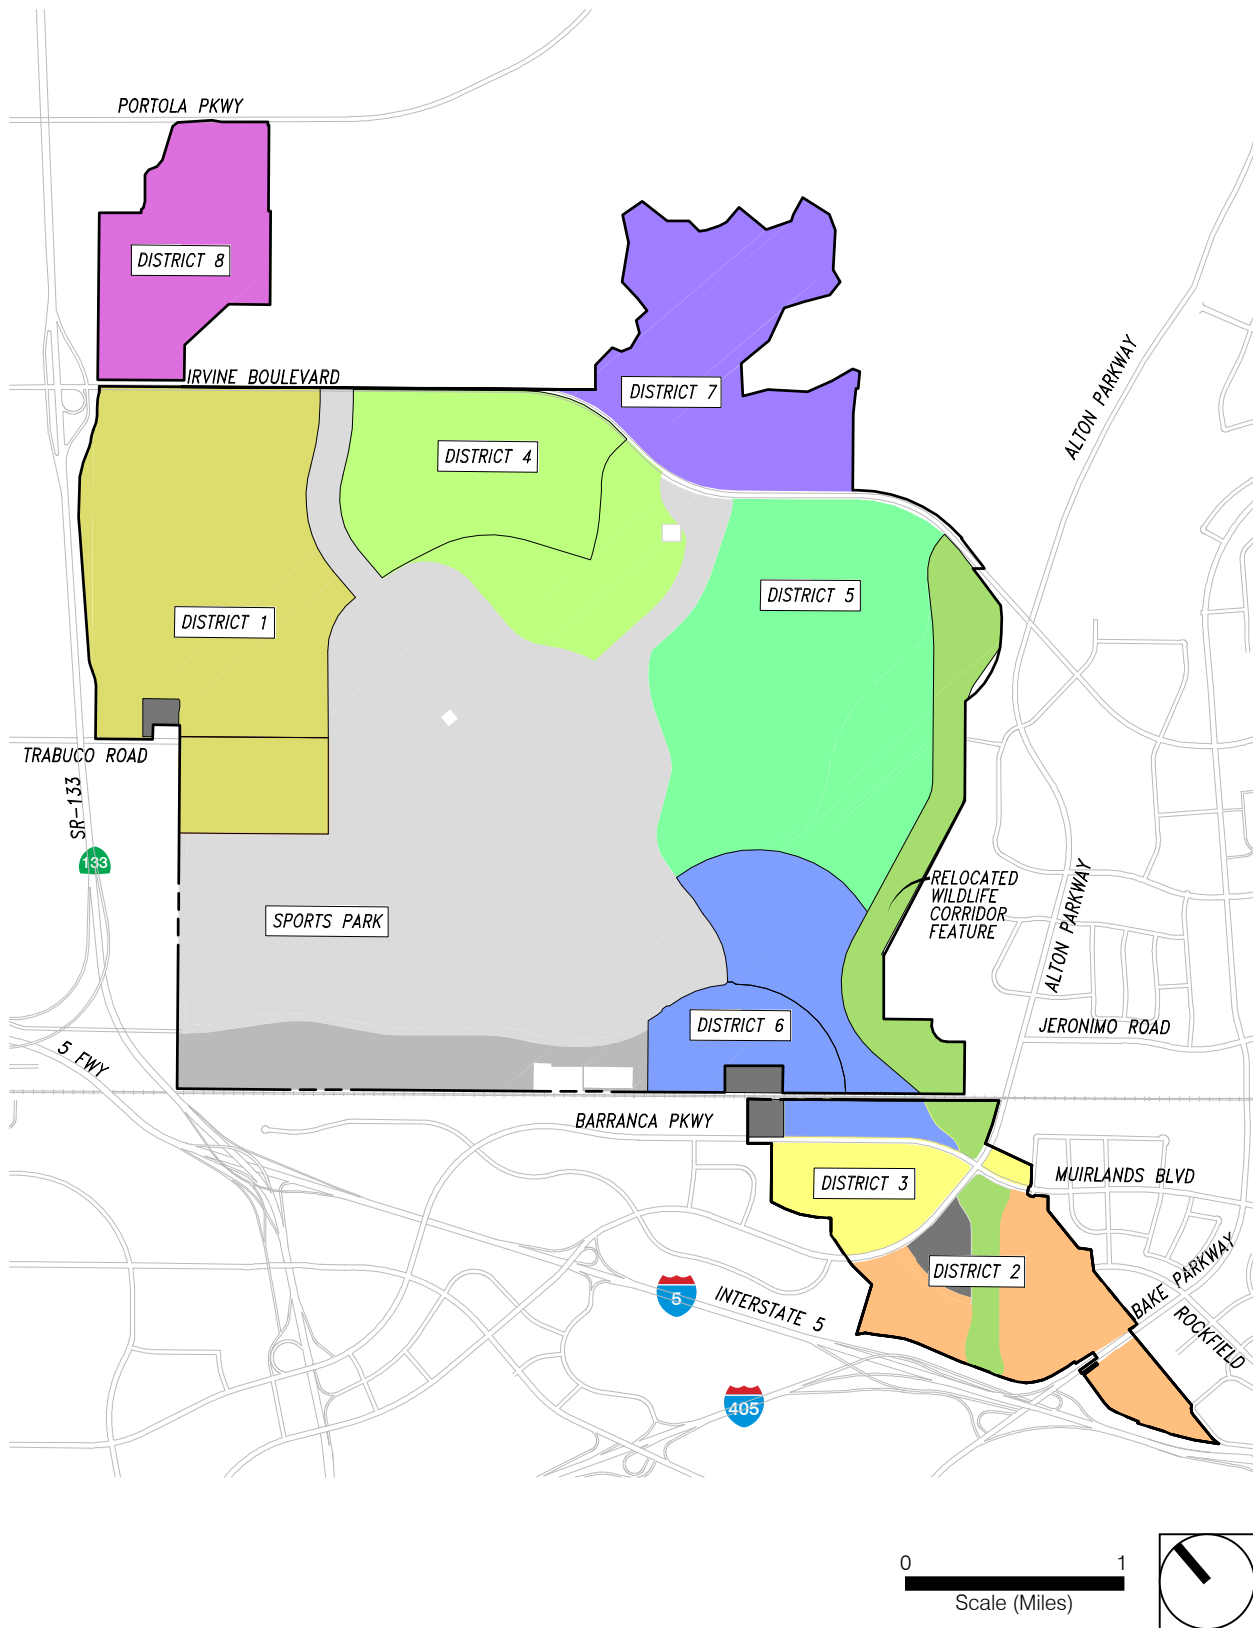 PORTOLA PKWY
DISTRICT 8
IRVINE BOULEVARD
DISTRICT 7
ALTON PARKWAY
DISTRICT 4
DISTRICT 5
DISTRICT 1
TRABUCO ROAD
SR-133
133
RELOCATED
WILDLIFE
CORRIDOR
FEATURE
ALTON PARKWAY
SPORTS PARK
DISTRICT 6
JERONIMO ROAD
5 FWY
BARRANCA PKWY
DISTRICT 3
MUIRLANDS BLVD
DISTRICT 2
BAKE PARKWAY
5
INTERSTATE 5
ROCKFIELD
405
0 1
Scale (Miles)